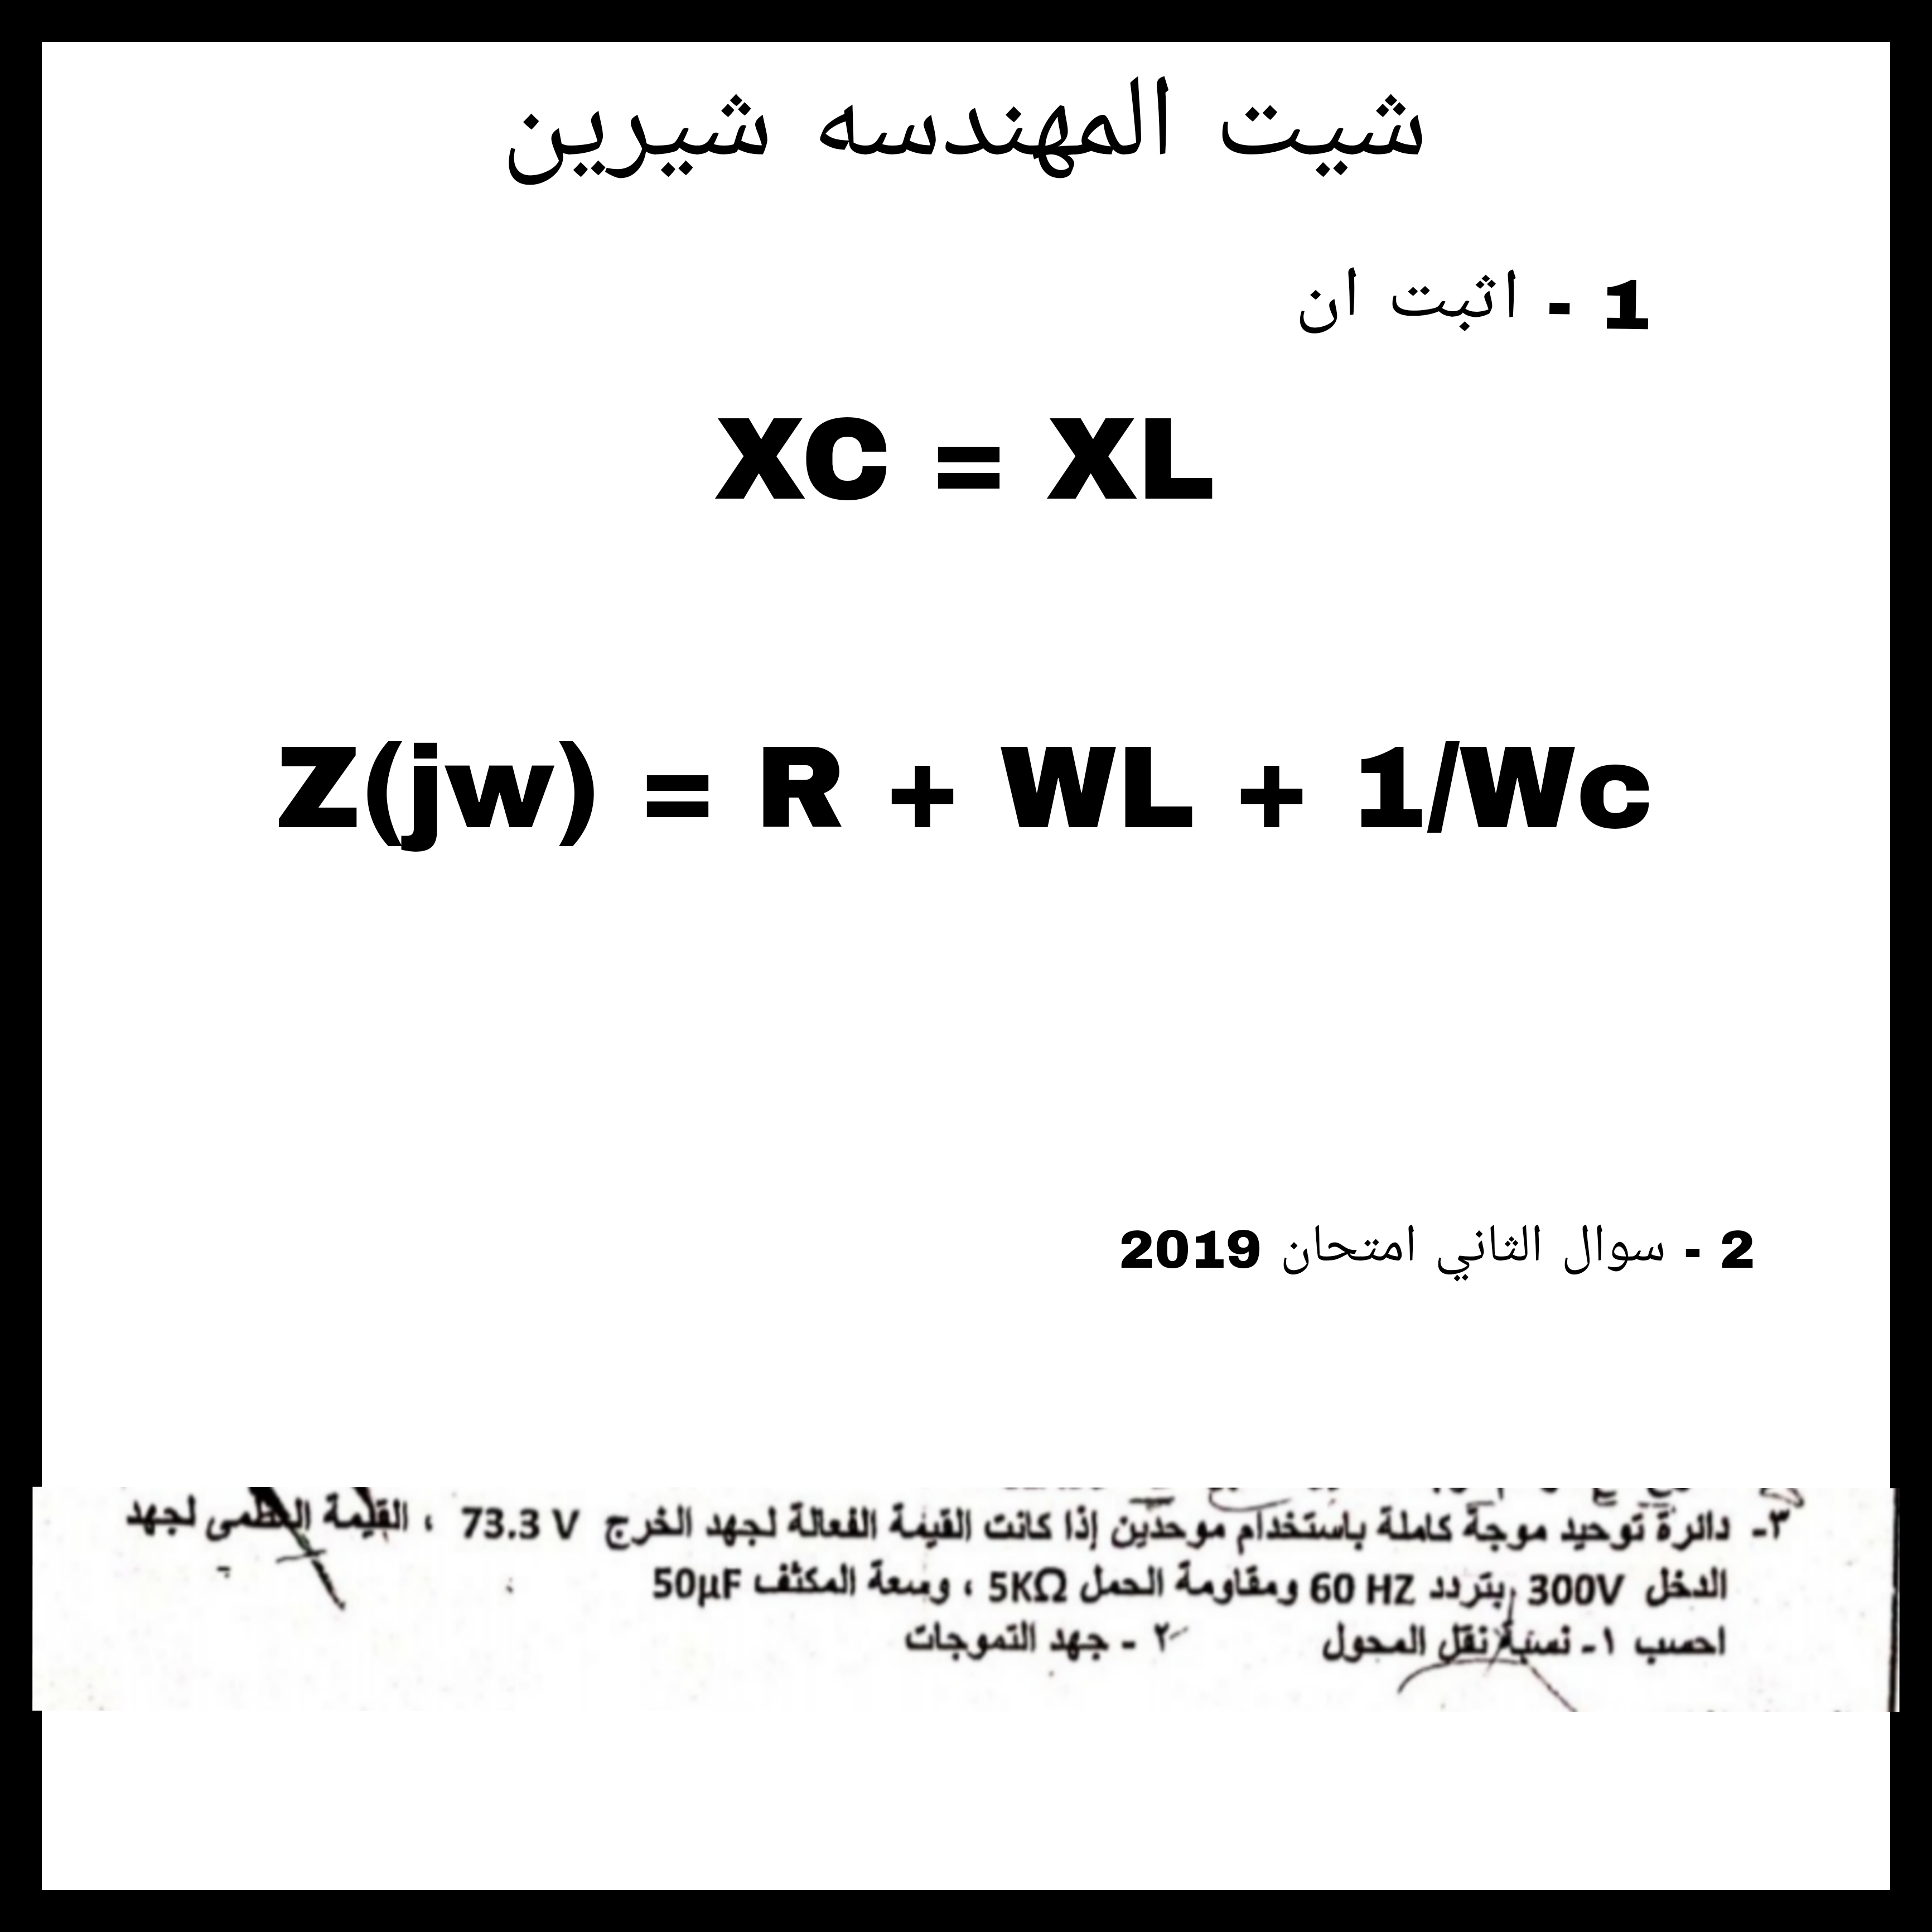 شيت المهندسه شيرين
1 - اثبت ان
XC = XL
Z(jw) = R + WL + 1/Wc
2 - سوال الثاني امتحان 2019
٣- دائرة توحيد موجة كاملة باستخدام موحدين إذا كانت القيمة الفعالة لجهد الخرج 73.3 V ، القيمة العظمى لجهد
الدخل 300V بتردد 60 HZ ومقاومة الحمل 5KΩ ، وسعة المكثف 50µF
احسب ١- نسبة نقل المحول ٢ - جهد التموجات